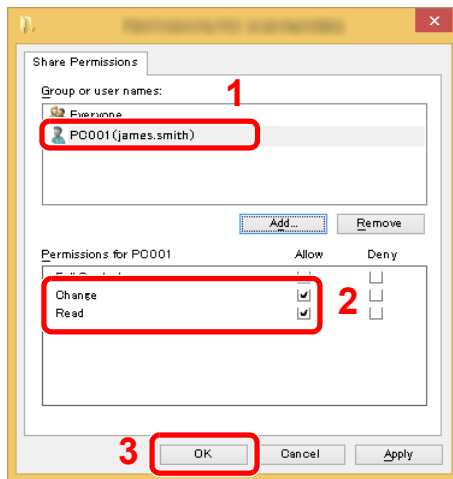 Share Permissions
Group or user names:
1
Everyone
PC001(james.smith)
Add... Remove
Permissions for PC001 Allow Deny
Change
2
Read
3
OK Cancel Apply